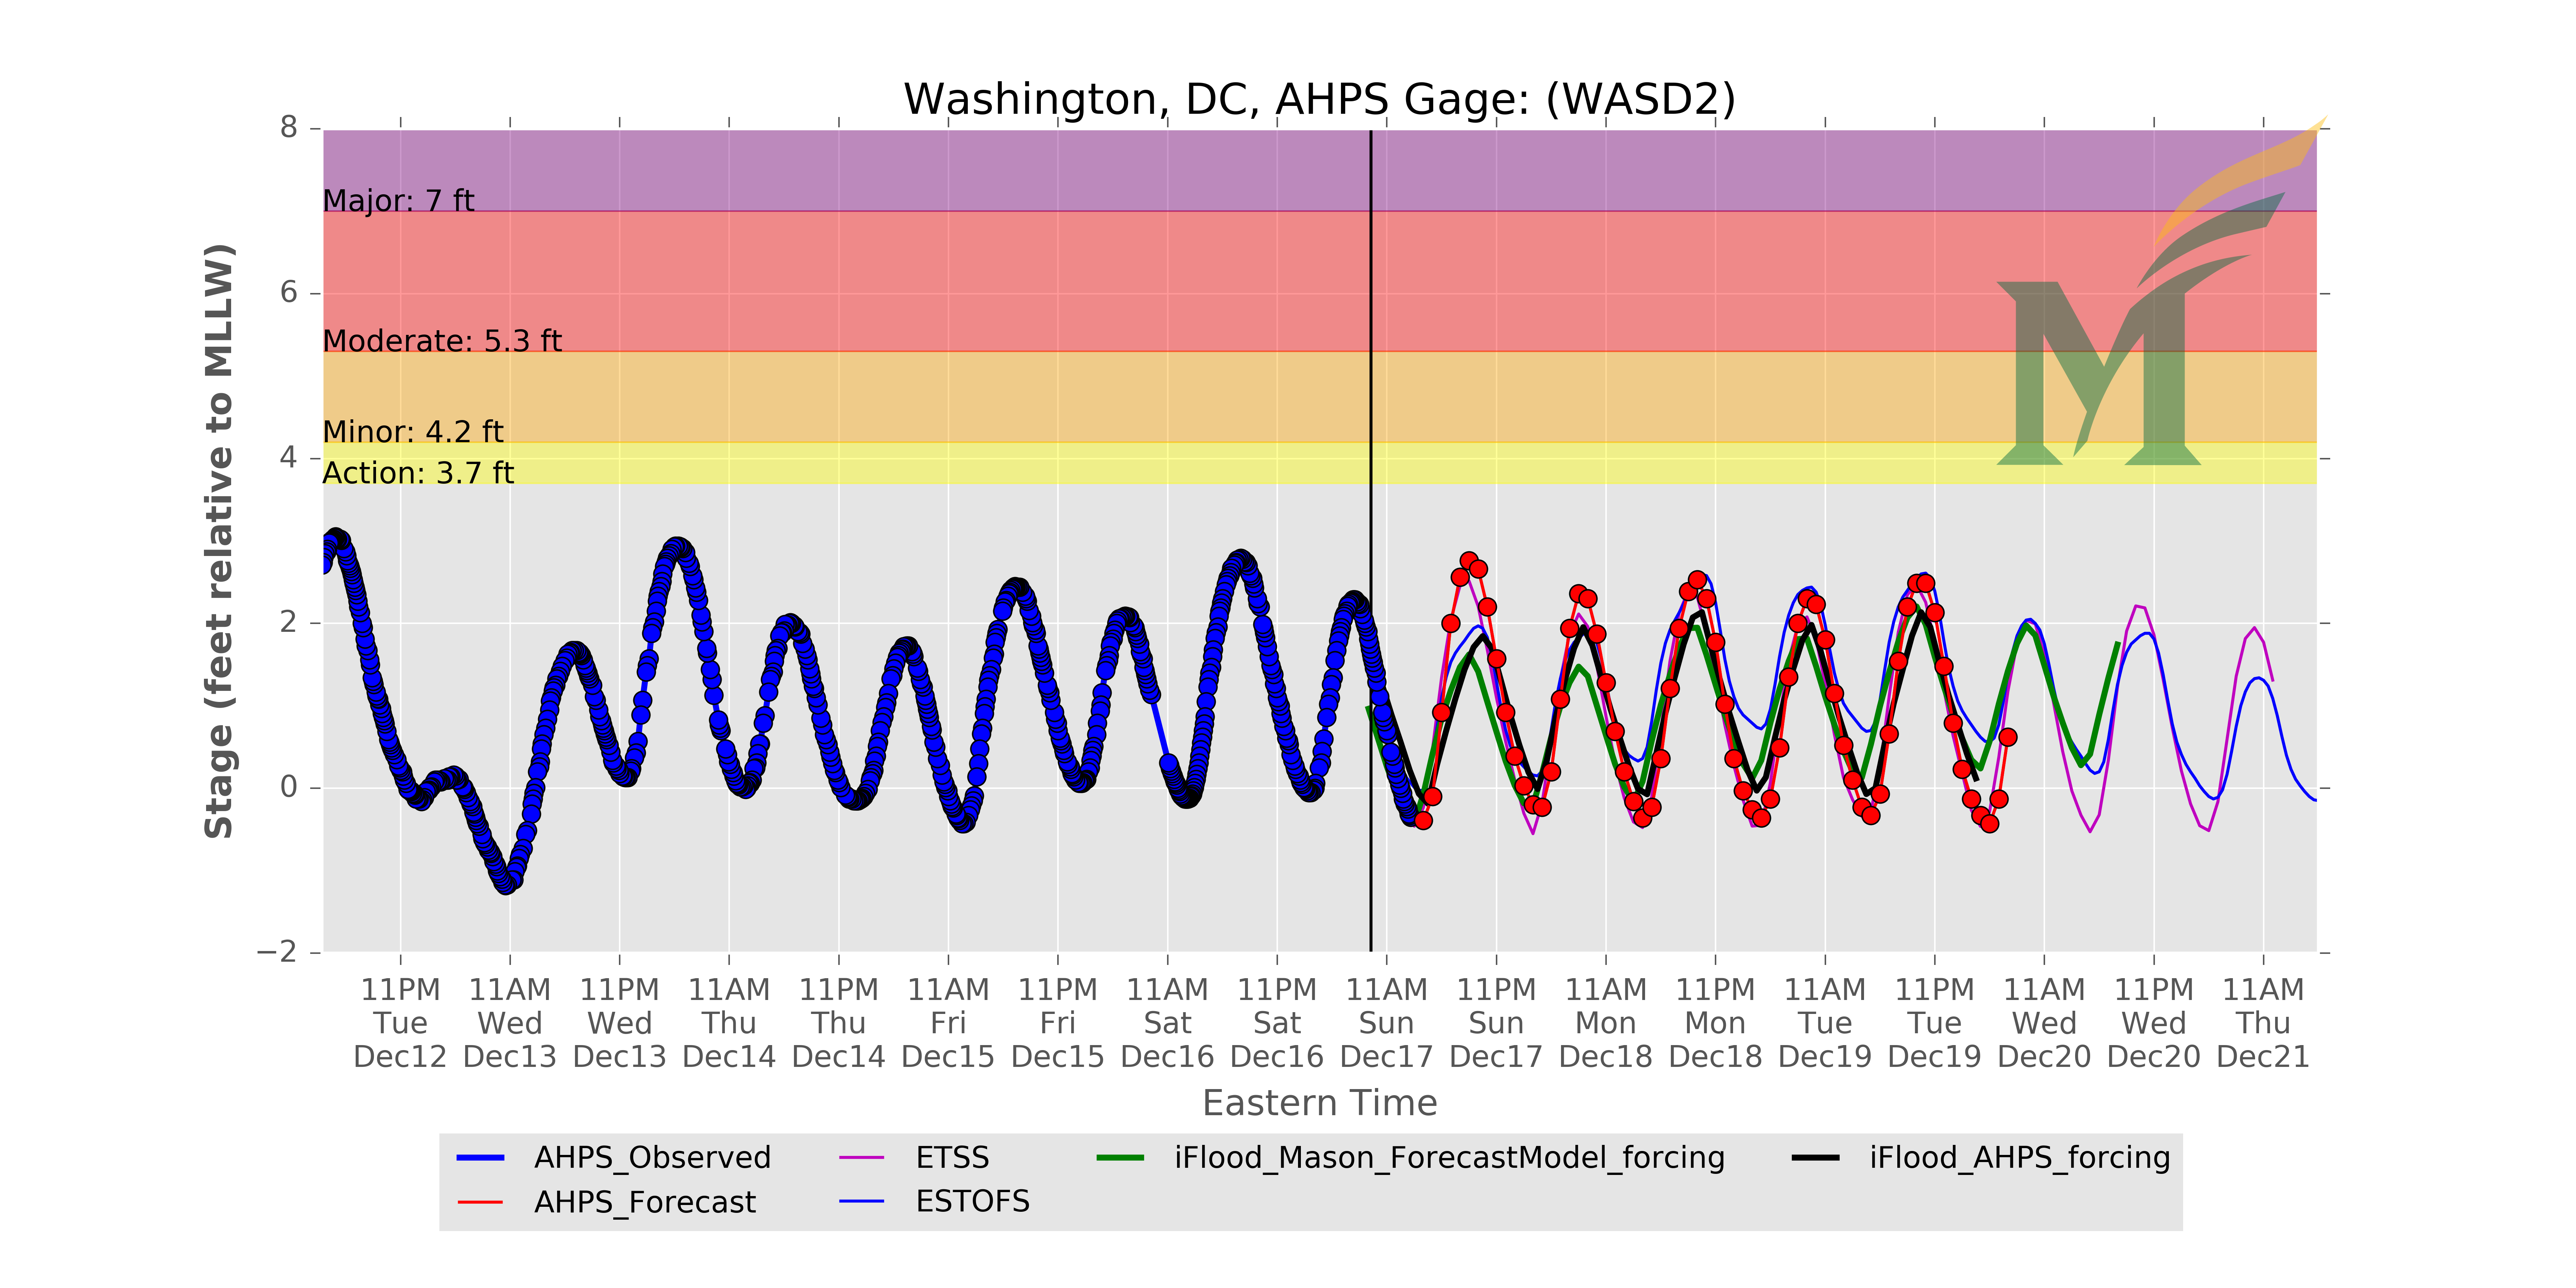 Washington, DC, AHPS Gage: (WASD2)
8
6
4
2
0
−2
Stage (feet relative to MLLW)
Major: 7 ft
Moderate: 5.3 ft
Minor: 4.2 ft
Action: 3.7 ft
M
11PM 11AM 11PM 11AM 11PM 11AM 11PM 11AM 11PM 11AM 11PM 11AM 11PM 11AM 11PM 11AM 11PM 11AM
Tue Wed Wed Thu Thu Fri Fri Sat Sat Sun Sun Mon Mon Tue Tue Wed Wed Thu
Dec12 Dec13 Dec13 Dec14 Dec14 Dec15 Dec15 Dec16 Dec16 Dec17 Dec17 Dec18 Dec18 Dec19 Dec19 Dec20 Dec20 Dec21
Eastern Time
AHPS_Observed ETSS iFlood_Mason_ForecastModel_forcing iFlood_AHPS_forcing
AHPS_Forecast ESTOFS